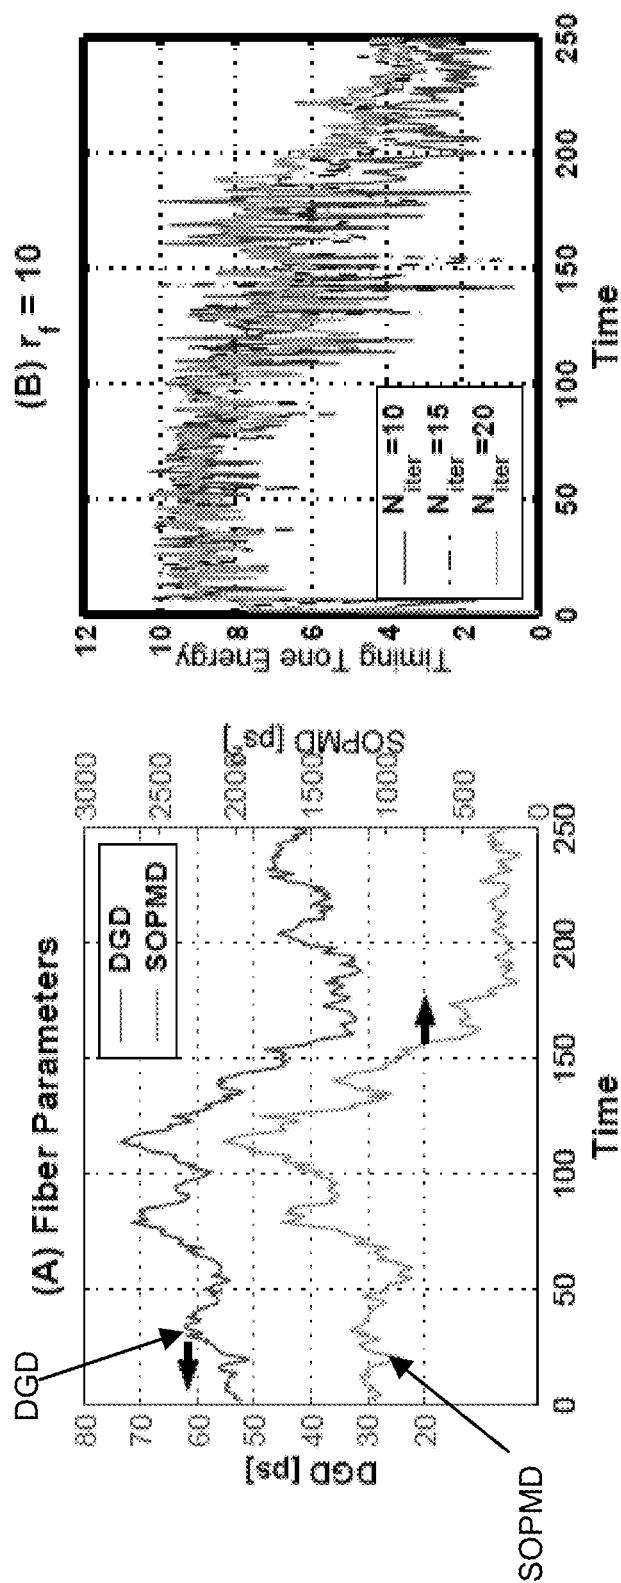 (A) Fiber Parameters
DGD
SOPMD
DGD
SOPMD
DGD [ps]
80
70
60
50
40
30
20
0
50
100
150
200
250
Time
3000
2500
2000
1500
1000
500
0
SOPMD [ps]
(B) r_f = 10
Timing Tone Energy
12
10
8
6
4
2
0
0
50
100
150
200
250
Time
N_iter=10
N_iter=15
N_iter=20